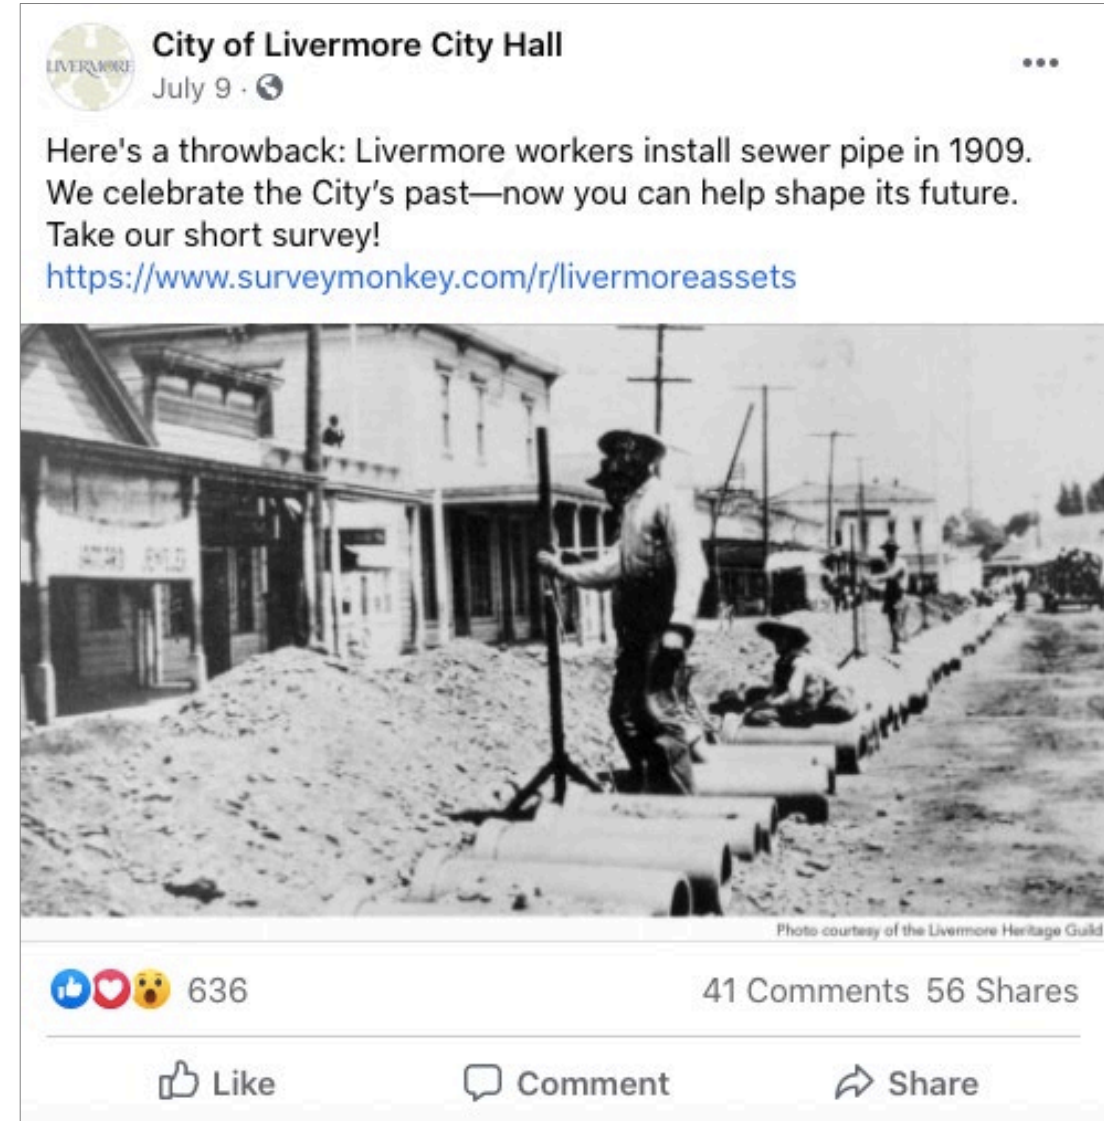 LIVERMORE
City of Livermore City Hall
July 9 ·
Here's a throwback: Livermore workers install sewer pipe in 1909.
We celebrate the City's past—now you can help shape its future.
Take our short survey!
https://www.surveymonkey.com/r/livermoreassets
Photo courtesy of the Livermore Heritage Guild
636
41 Comments 56 Shares
Like Comment Share